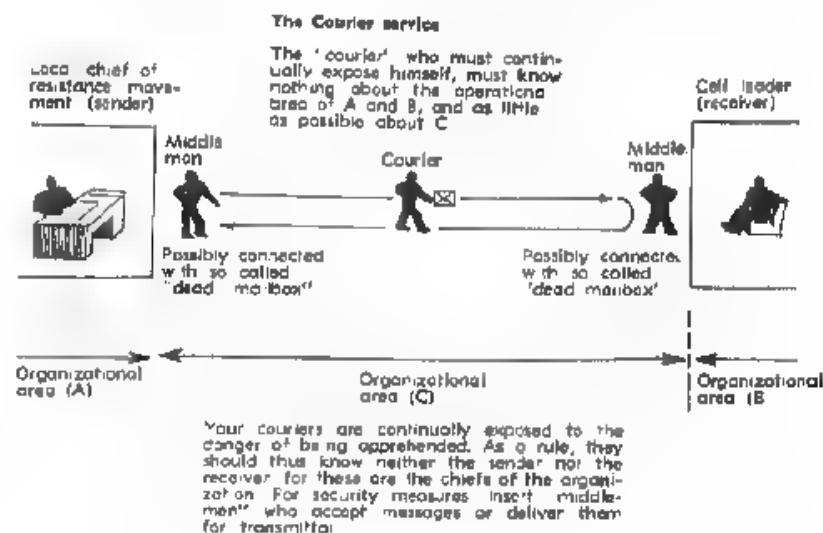 The Courier service
The 'courier' who must contin-
ually expose himself, must know
nothing about the operationa
area of A and B, and as little
as possible about C
Loca chief of
resistance move-
ment (sender)
Cell leader
(receiver)
Middle
man
Courier
Middle
man
Possibly connected
w th so called
"dead mailbox"
Possibly connected
with so called
"dead mailbox"
Organizational
area (A)
Organizational
area (C)
Organizational
area (B
Your couriers are continually exposed to the
danger of being apprehended. As a rule, they
should thus know neither the sender nor the
receiver for these are the chiefs of the organi-
zation For security measures insert "middle-
men" who accept messages or deliver them
for transmittal